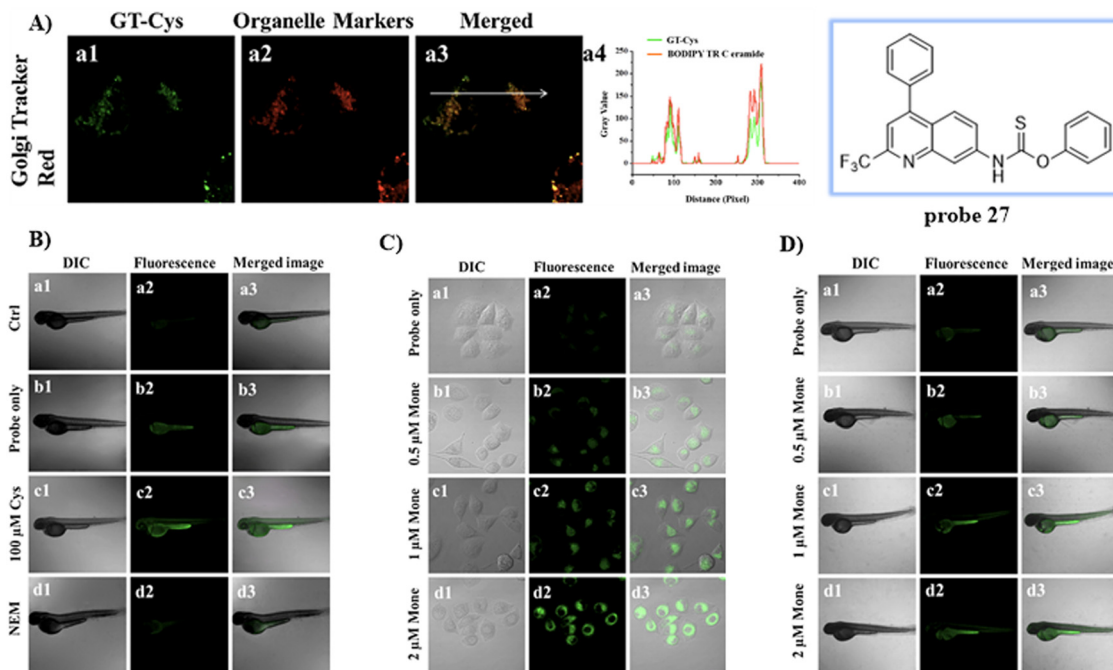 A)
GT-Cys Organelle Markers Merged
Golgi Tracker
Red
a1 a2 a3 a4
GT-Cys
BODIPY TR C eramide
Gray Value
250
200
150
100
50
0
0 100 200 300 400
Distance (Pixel)
S
F3C N N H O
probe 27
B)
DIC Fluorescence Merged image
Ctrl
a1 a2 a3
Probe only
b1 b2 b3
100 µM Cys
c1 c2 c3
NEM
d1 d2 d3
C)
DIC Fluorescence Merged image
Probe only
a1 a2 a3
0.5 µM Mone
b1 b2 b3
1 µM Mone
c1 c2 c3
2 µM Mone
d1 d2 d3
D)
DIC Fluorescence Merged image
Probe only
a1 a2 a3
0.5 µM Mone
b1 b2 b3
1 µM Mone
c1 c2 c3
2 µM Mone
d1 d2 d3